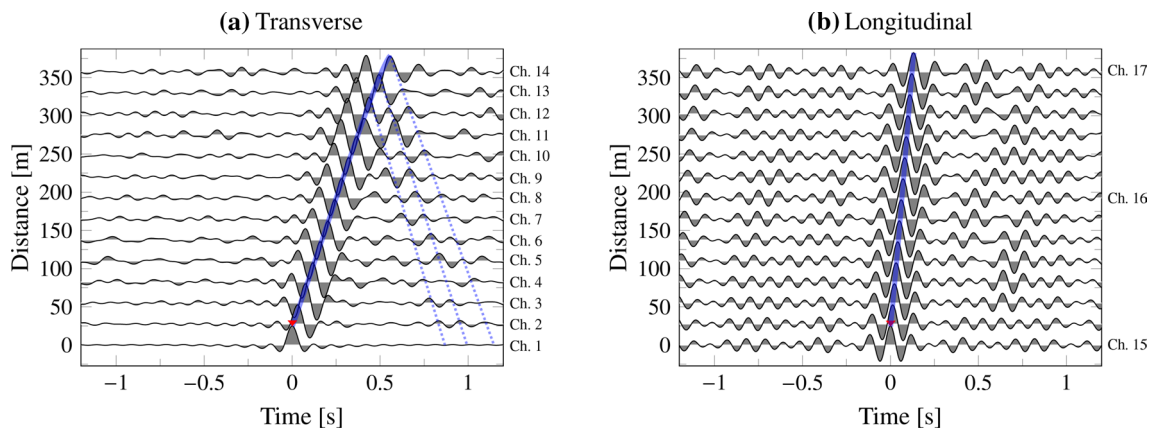 (a) Transverse
Distance [m]
350
300
250
200
150
100
50
0
Ch. 14
Ch. 13
Ch. 12
Ch. 11
Ch. 10
Ch. 9
Ch. 8
Ch. 7
Ch. 6
Ch. 5
Ch. 4
Ch. 3
Ch. 2
Ch. 1
−1 −0.5 0 0.5 1
Time [s]
(b) Longitudinal
Distance [m]
350
300
250
200
150
100
50
0
Ch. 17
Ch. 16
Ch. 15
−1 −0.5 0 0.5 1
Time [s]